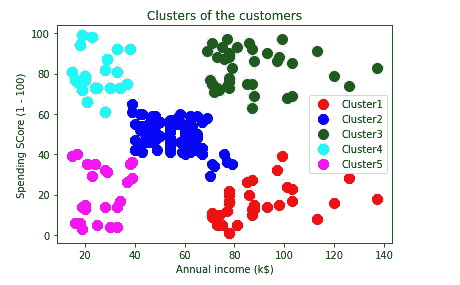 Clusters of the customers
Spending SCore (1 - 100)
100
80
60
40
20
0
Cluster1
Cluster2
Cluster3
Cluster4
Cluster5
20 40 60 80 100 120 140
Annual income (k$)